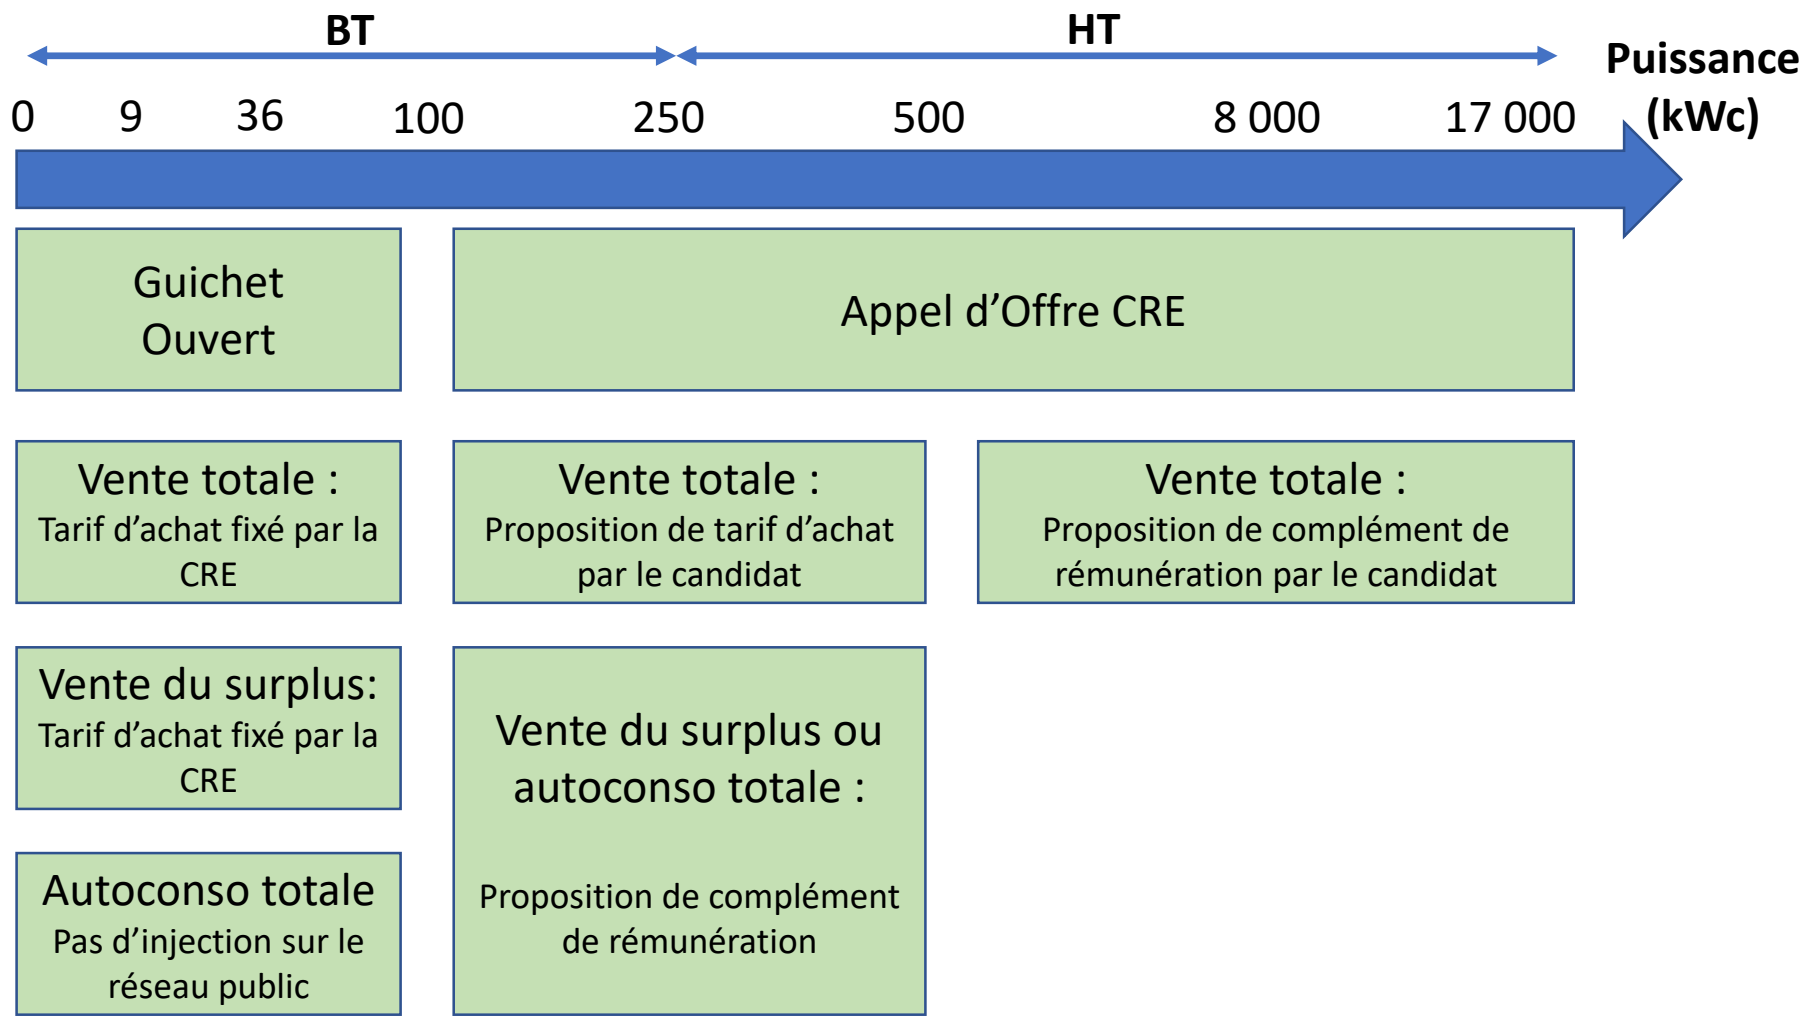 BT
HT
Puissance
(kWc)
0 9 36 100 250 500 8 000 17 000
Guichet
Ouvert
Appel d’Offre CRE
Vente totale :
Tarif d’achat fixé par la
CRE
Vente totale :
Proposition de tarif d’achat
par le candidat
Vente totale :
Proposition de complément de
rémunération par le candidat
Vente du surplus:
Tarif d’achat fixé par la
CRE
Vente du surplus ou
autoconso totale :
Proposition de complément
de rémunération
Autoconso totale
Pas d’injection sur le
réseau public